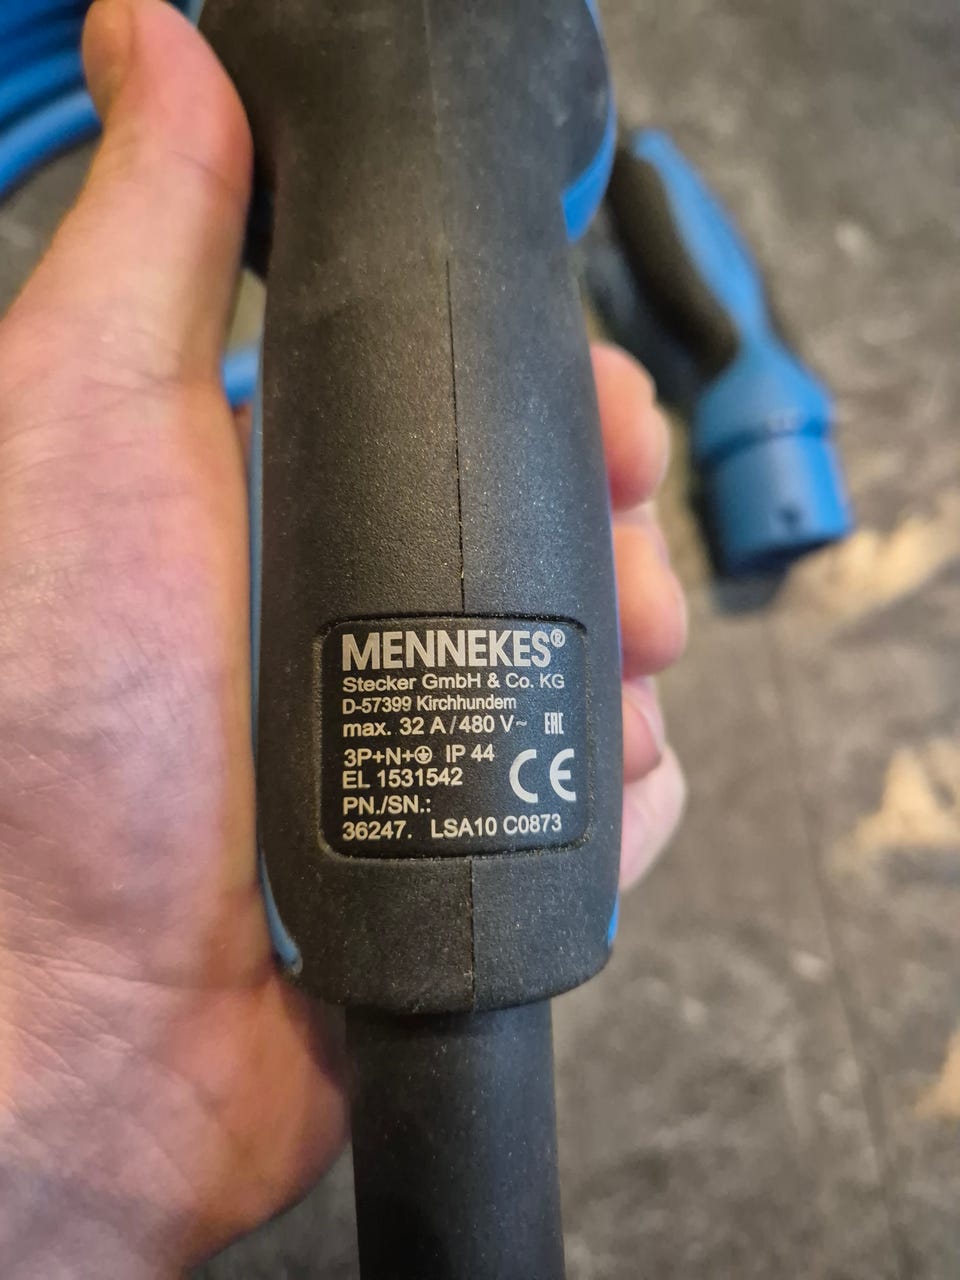 MENNEKES®
Stecker GmbH & Co. KG
D-57399 Kirchhundem
max. 32 A / 480 V~ EAC
3P+N+⏚ IP 44
EL 1531542 CE
PN./SN.:
36247. LSA10 C0873